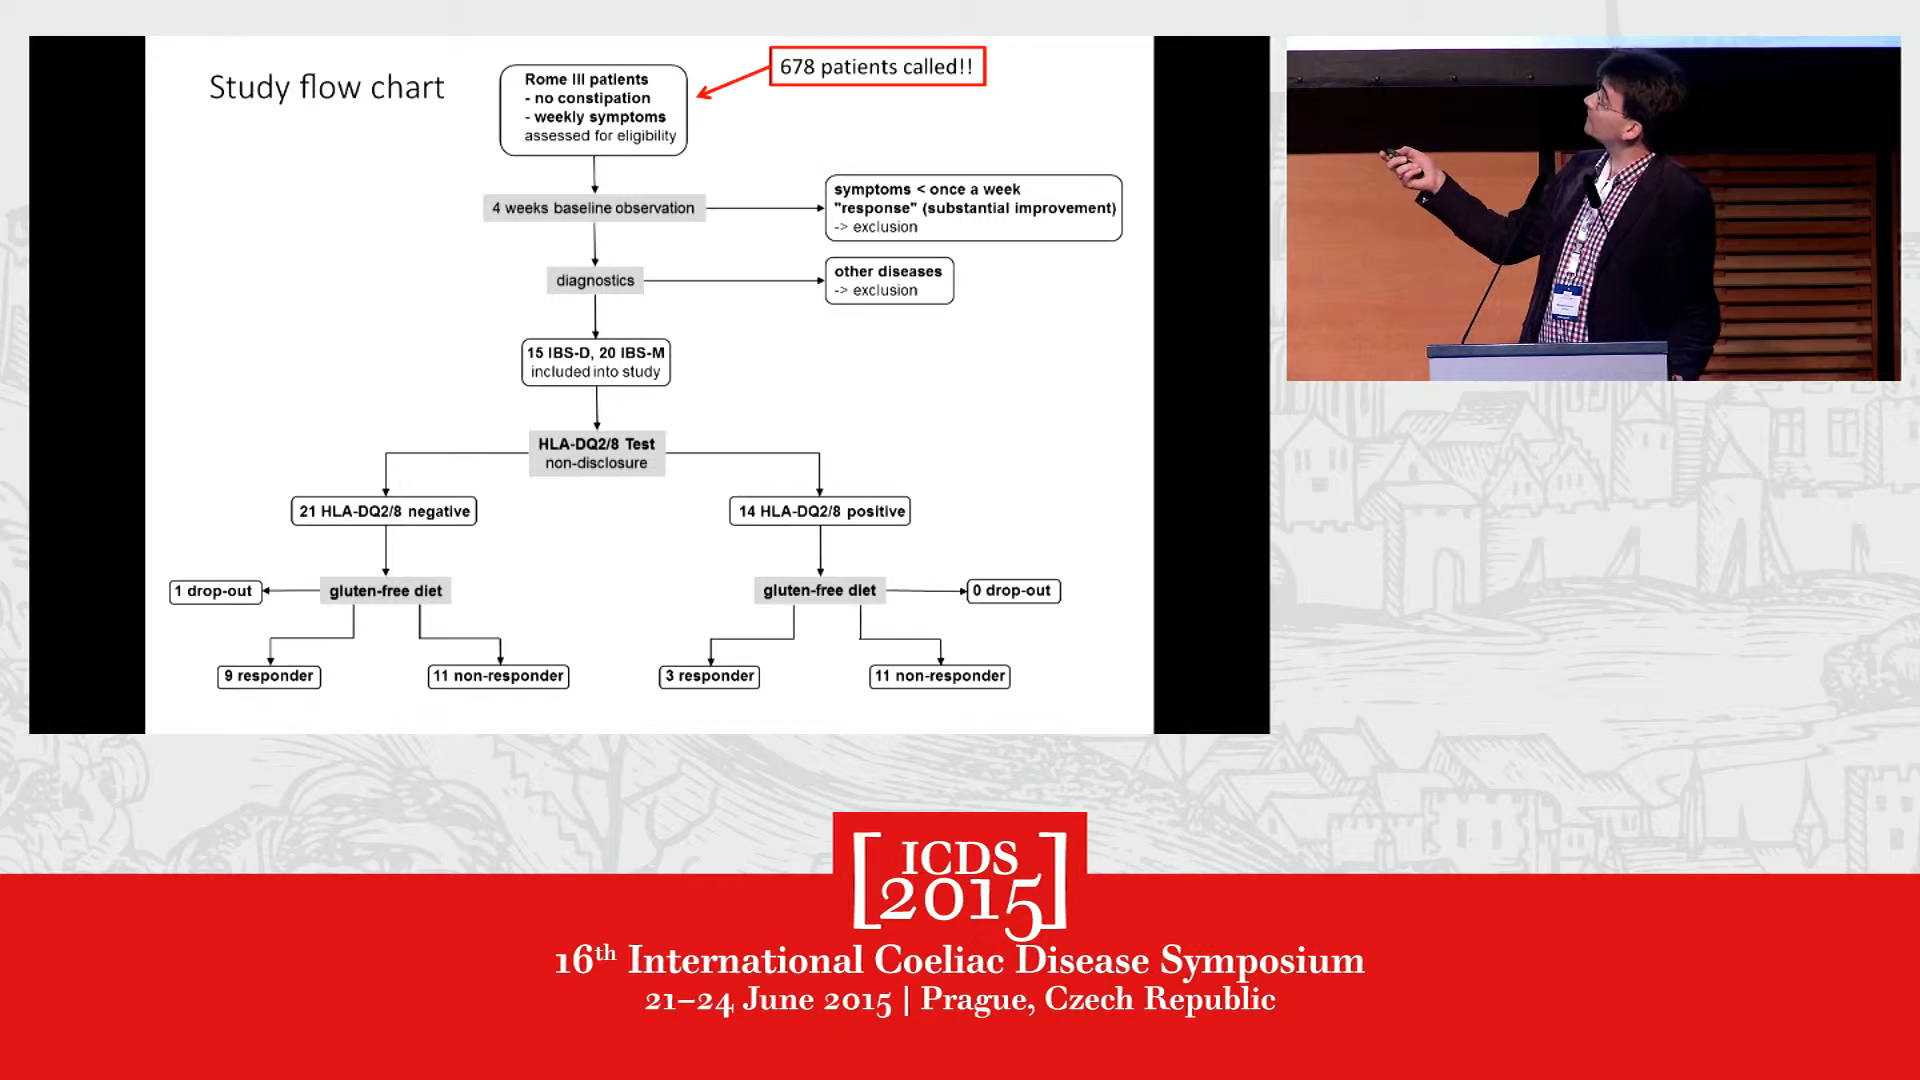 Study flow chart
678 patients called!!
Rome III patients
- no constipation
- weekly symptoms
assessed for eligibility
4 weeks baseline observation
symptoms < once a week
"response" (substantial improvement)
-> exclusion
diagnostics
other diseases
-> exclusion
15 IBS-D, 20 IBS-M
included into study
HLA-DQ2/8 Test
non-disclosure
21 HLA-DQ2/8 negative
14 HLA-DQ2/8 positive
1 drop-out
gluten-free diet
gluten-free diet
0 drop-out
9 responder
11 non-responder
3 responder
11 non-responder
[ICDS
2015]
16th International Coeliac Disease Symposium
21–24 June 2015 | Prague, Czech Republic